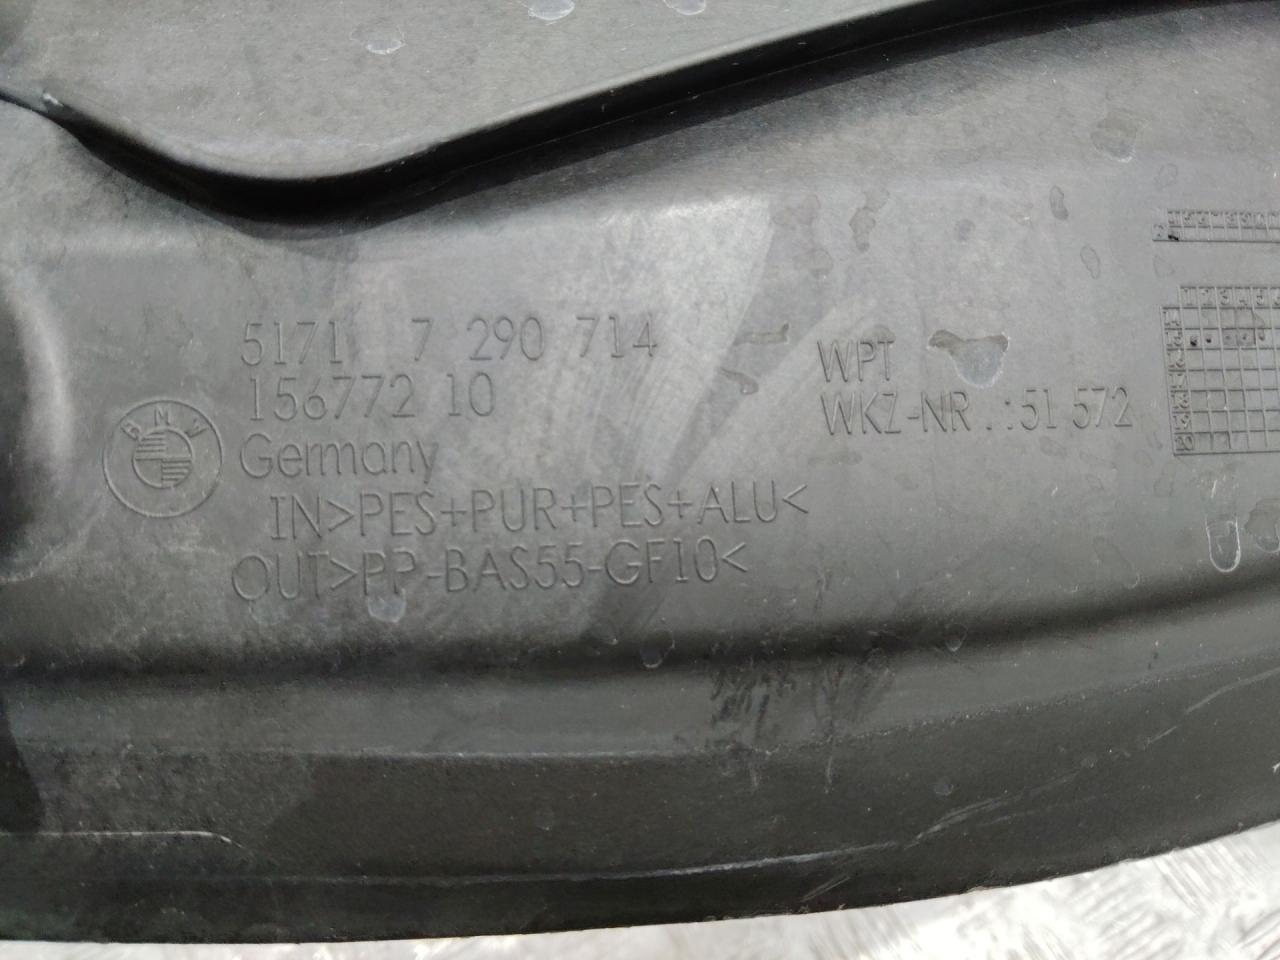 5171 7 290 714
156772 10
BMW
Germany
IN>PES+PUR+PES+ALU<
OUT>PP-BAS55-GF10<
WPT
WKZ-NR.:51 572